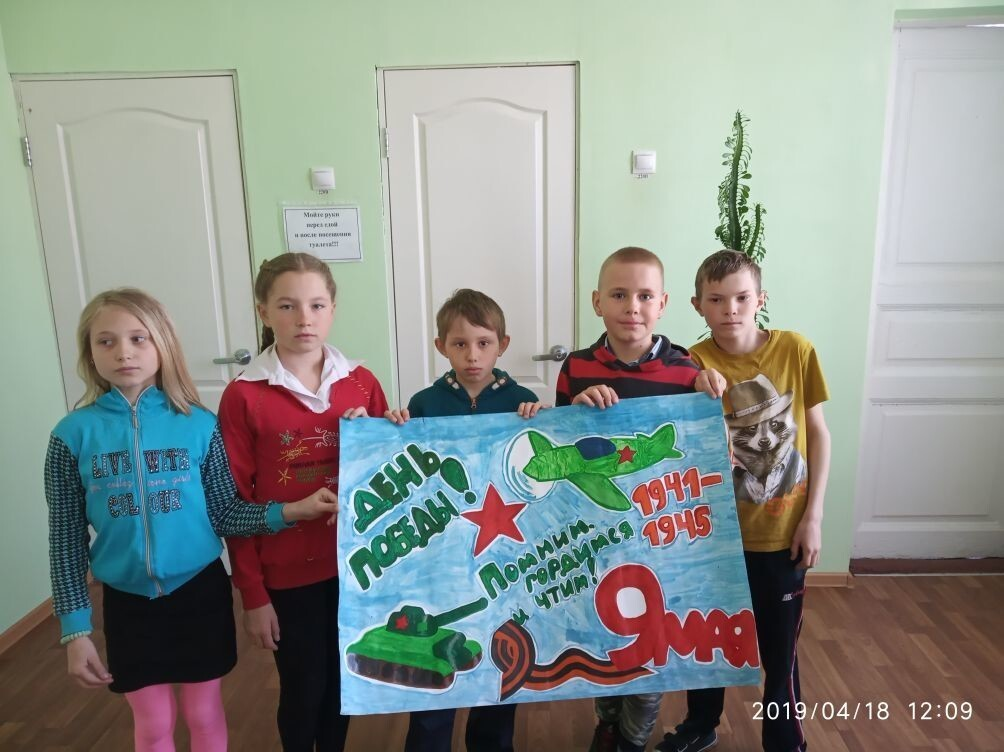 Мойте руки
перед едой
и после посещения
туалета!!!
LIVE WITH
COLOUR
ДЕНЬ
ПОБЕДЫ!
1941-
1945
Помним,
гордимся
и чтим!
9 мая
2019/04/18 12:09